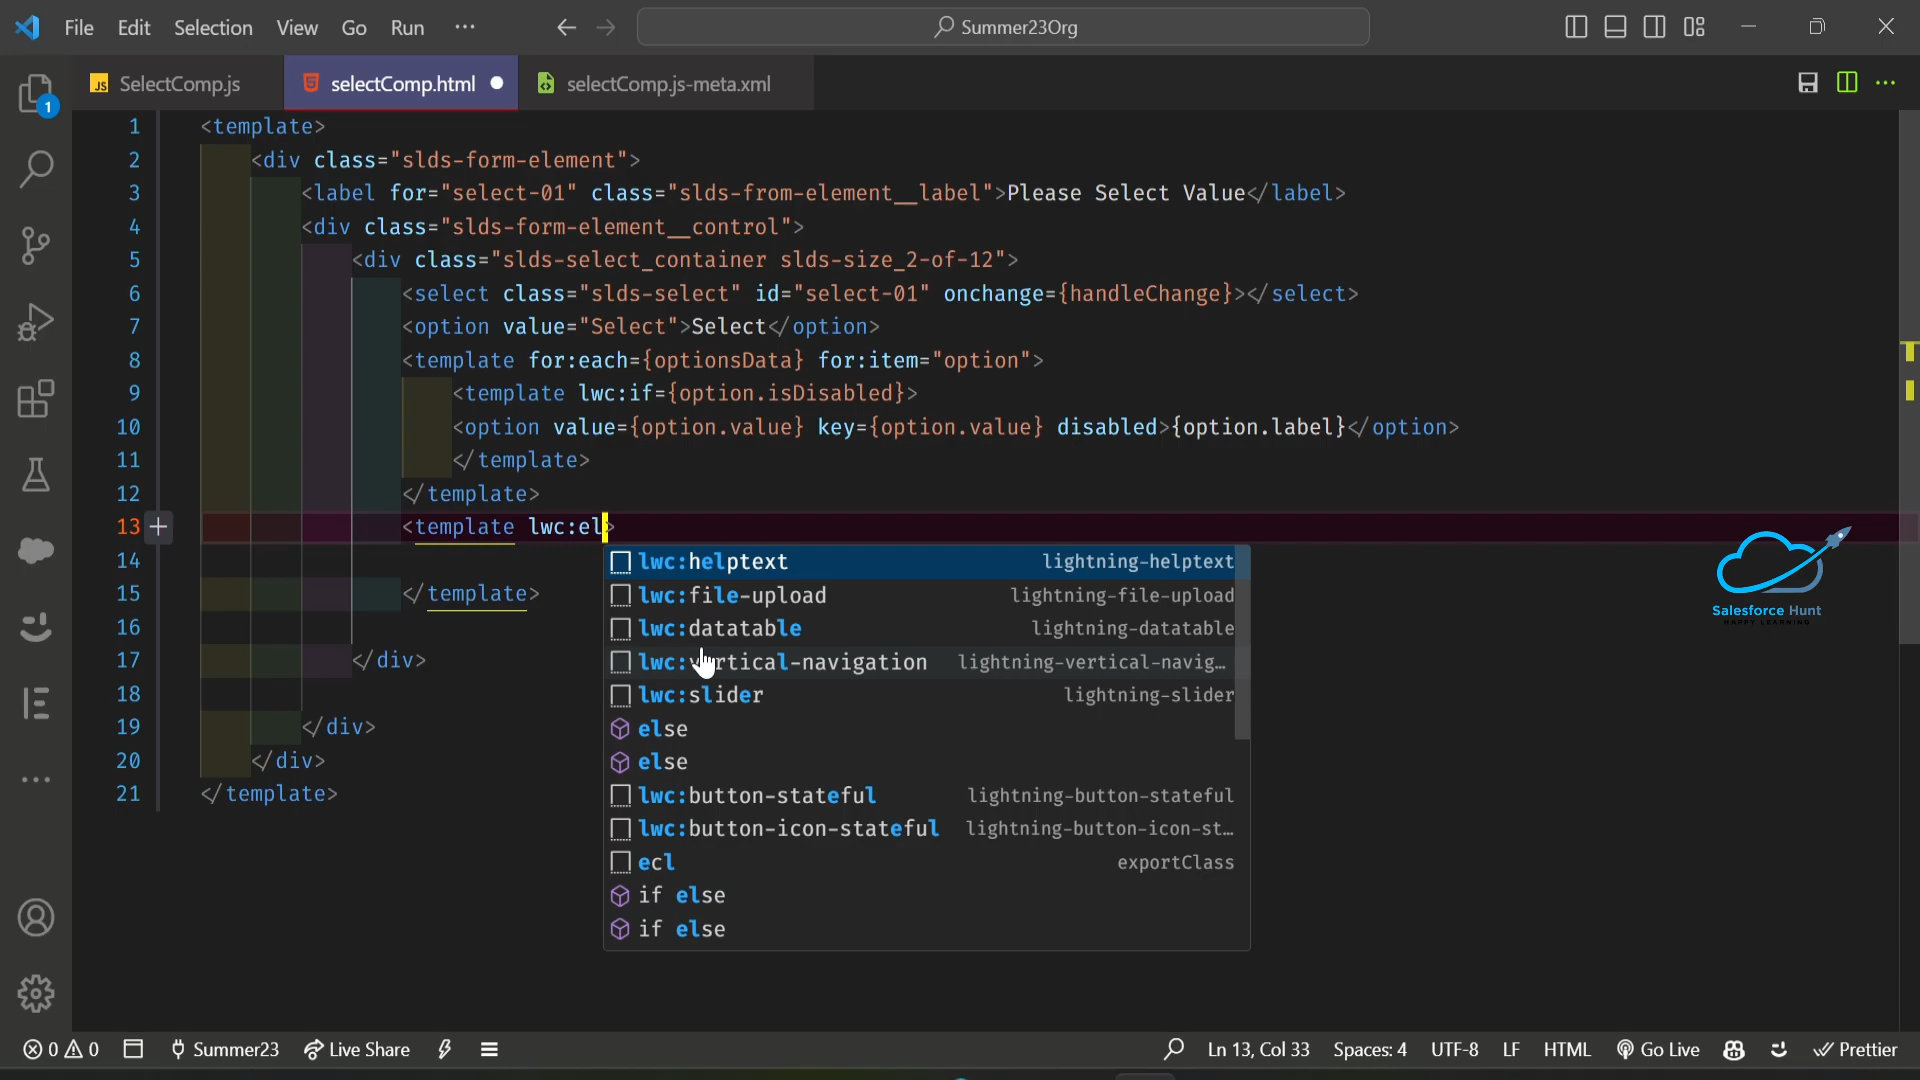 File Edit Selection View Go Run ··· Summer23Org
SelectComp.js selectComp.html selectComp.js-meta.xml
1 <template>
2 <div class="slds-form-element">
3 <label for="select-01" class="slds-from-element__label">Please Select Value</label>
4 <div class="slds-form-element__control">
5 <div class="slds-select_container slds-size_2-of-12">
6 <select class="slds-select" id="select-01" onchange={handleChange}></select>
7 <option value="Select">Select</option>
8 <template for:each={optionsData} for:item="option">
9 <template lwc:if={option.isDisabled}>
10 <option value={option.value} key={option.value} disabled>{option.label}</option>
11 </template>
12 </template>
13 <template lwc:el>
14
15 </template>
16
17 </div>
18
19 </div>
20 </div>
21 </template>
lwc:helptext lightning-helptext
lwc:file-upload lightning-file-upload
lwc:datatable lightning-datatable
lwc:vertical-navigation lightning-vertical-navig...
lwc:slider lightning-slider
else
else
lwc:button-stateful lightning-button-stateful
lwc:button-icon-stateful lightning-button-icon-st...
ecl exportClass
if else
if else
Salesforce Hunt
HAPPY LEARNING
1
0 0 Summer23 Live Share Ln 13, Col 33 Spaces: 4 UTF-8 LF HTML Go Live Prettier